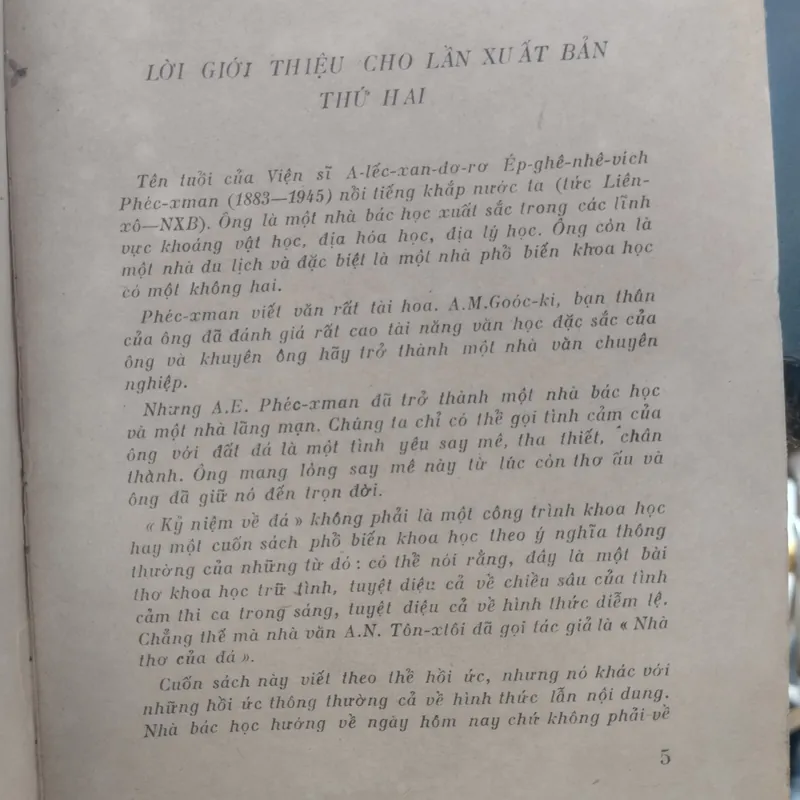 LỜI GIỚI THIỆU CHO LẦN XUẤT BẢN
THỨ HAI
Tên tuổi của Viện sĩ A-lếc-xan-dơ-rơ Ép-ghê-nhê-vich
Phéc-xman (1883—1945) nổi tiếng khắp nước ta (tức Liên-
xô—NXB). Ông là một nhà bác học xuất sắc trong các lĩnh
vực khoáng vật học, địa hóa học, địa lý học. Ông còn là
một nhà du lịch và đặc biệt là một nhà phổ biến khoa học
có một không hai.
Phéc-xman viết văn rất tài hoa. A.M.Goóc-ki, bạn thân
của ông đã đánh giá rất cao tài năng văn học đặc sắc của
ông và khuyên ông hãy trở thành một nhà văn chuyên
nghiệp.
Nhưng A.E. Phéc-xman đã trở thành một nhà bác học
và một nhà lãng mạn. Chúng ta chỉ có thể gọi tình cảm của
ông với đất đá là một tình yêu say mê, tha thiết, chân
thành. Ông mang lòng say mê này từ lúc còn thơ ấu và
ông đã giữ nó đến trọn đời.
« Kỷ niệm về đá » không phải là một công trình khoa học
hay một cuốn sách phổ biến khoa học theo ý nghĩa thông
thường của những từ đó : có thể nói rằng, đây là một bài
thơ khoa học trữ tình, tuyệt diệu cả về chiều sâu của tình
cảm thi ca trong sáng, tuyệt diệu cả về hình thức diễm lệ.
Chẳng thế mà nhà văn A.N. Tôn-xtôi đã gọi tác giả là « Nhà
thơ của đá ».
Cuốn sách này viết theo thể hồi ức, nhưng nó khác với
những hồi ức thông thường cả về hình thức lẫn nội dung.
Nhà bác học hướng về ngày hôm nay chứ không phải về
5